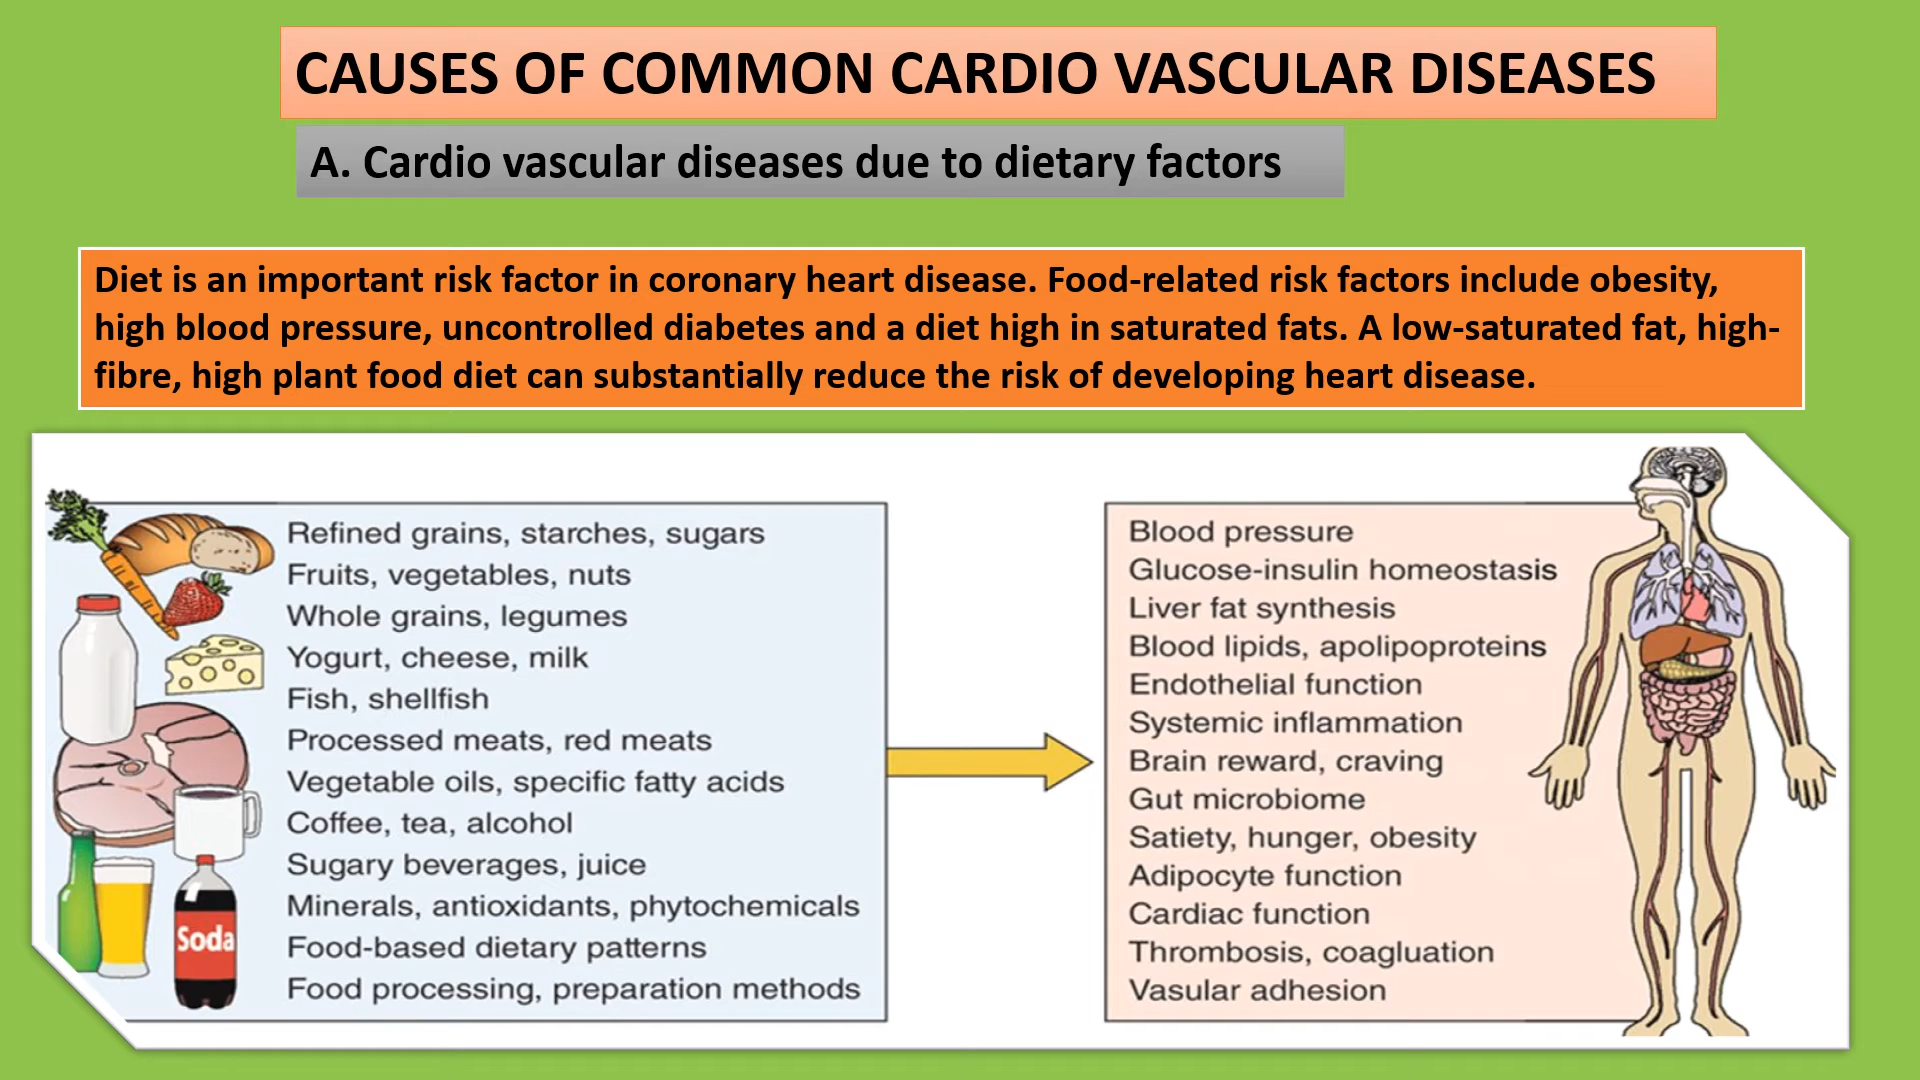 CAUSES OF COMMON CARDIO VASCULAR DISEASES
A. Cardio vascular diseases due to dietary factors
Diet is an important risk factor in coronary heart disease. Food-related risk factors include obesity,
high blood pressure, uncontrolled diabetes and a diet high in saturated fats. A low-saturated fat, high-
fibre, high plant food diet can substantially reduce the risk of developing heart disease.
Refined grains, starches, sugars
Fruits, vegetables, nuts
Whole grains, legumes
Yogurt, cheese, milk
Fish, shellfish
Processed meats, red meats
Vegetable oils, specific fatty acids
Coffee, tea, alcohol
Sugary beverages, juice
Minerals, antioxidants, phytochemicals
Food-based dietary patterns
Food processing, preparation methods
Soda
Blood pressure
Glucose-insulin homeostasis
Liver fat synthesis
Blood lipids, apolipoproteins
Endothelial function
Systemic inflammation
Brain reward, craving
Gut microbiome
Satiety, hunger, obesity
Adipocyte function
Cardiac function
Thrombosis, coagluation
Vasular adhesion